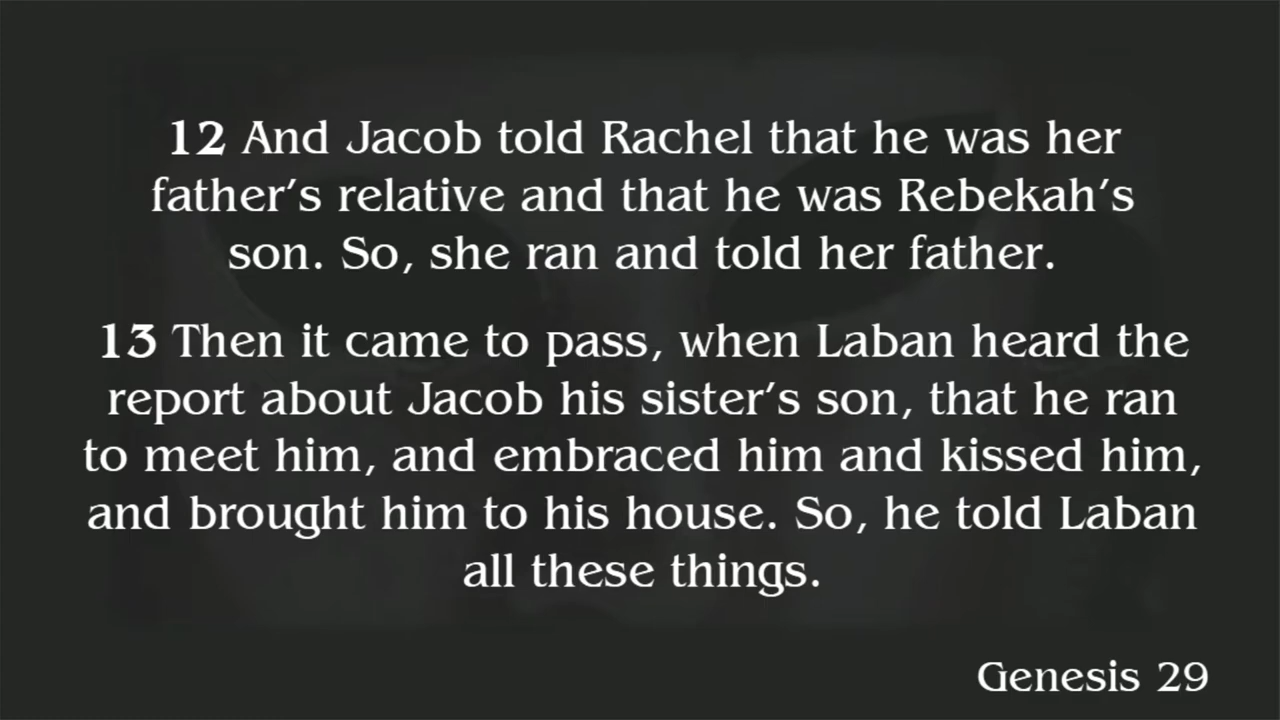 12 And Jacob told Rachel that he was her
father’s relative and that he was Rebekah’s
son. So, she ran and told her father.
13 Then it came to pass, when Laban heard the
report about Jacob his sister’s son, that he ran
to meet him, and embraced him and kissed him,
and brought him to his house. So, he told Laban
all these things.
Genesis 29